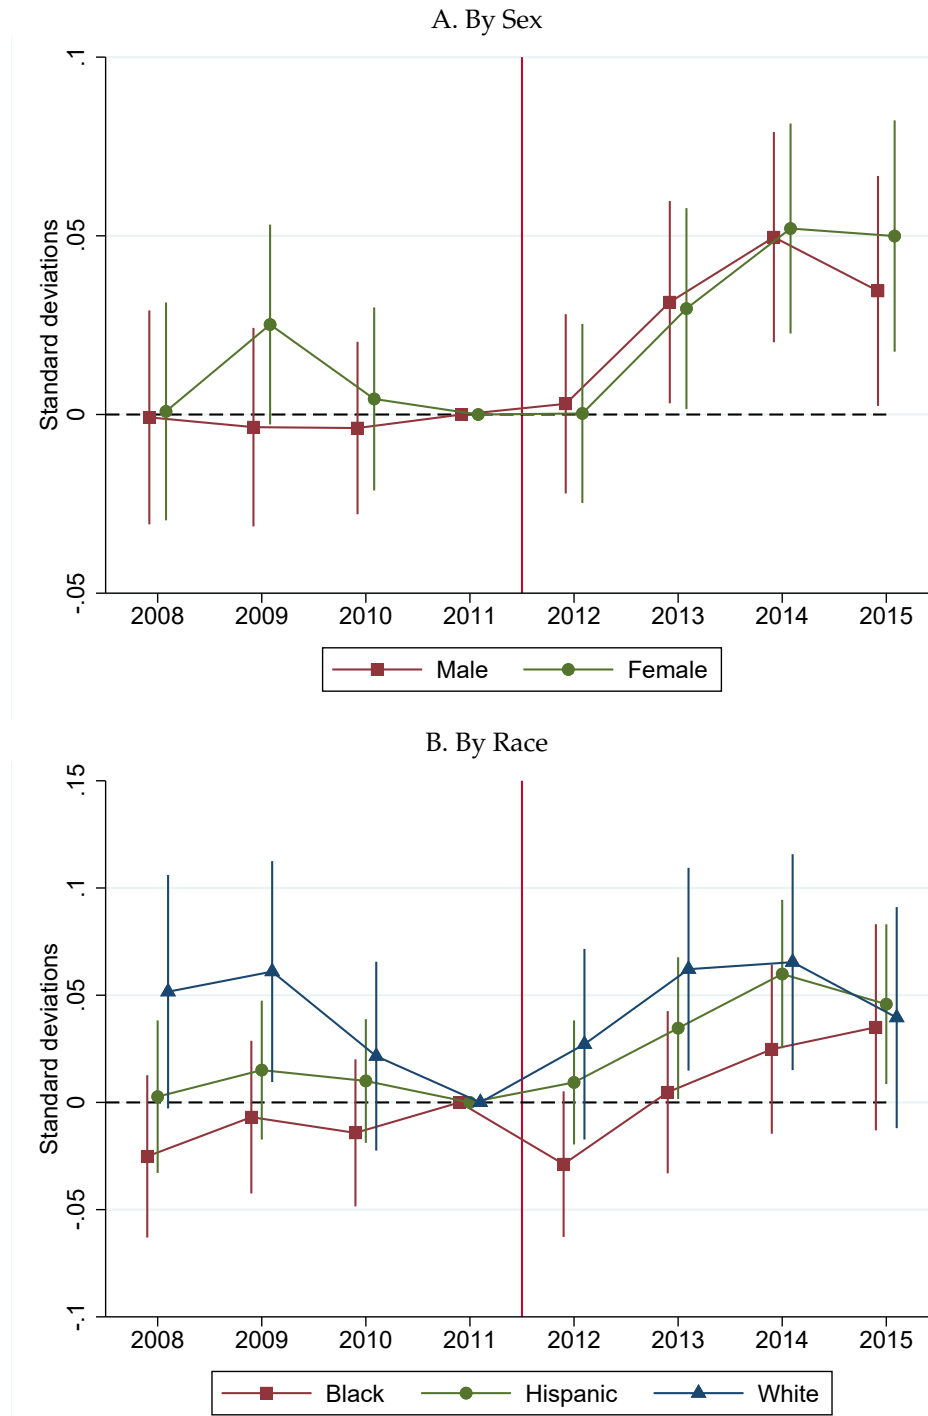 A. By Sex
.1
.05
0
-.05
Standard deviations
2008 2009 2010 2011 2012 2013 2014 2015
Male Female
B. By Race
.15
.1
.05
0
-.05
-.1
Standard deviations
2008 2009 2010 2011 2012 2013 2014 2015
Black Hispanic White